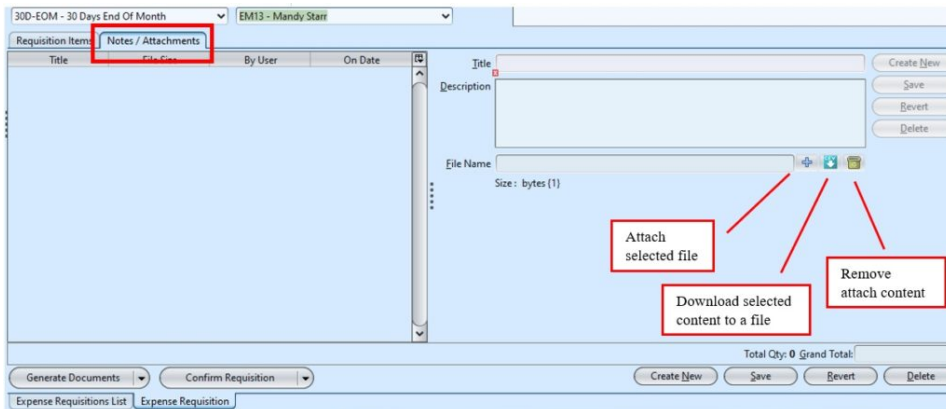 30D-EOM - 30 Days End Of Month
EM13 - Mandy Starr
Requisition Items
Notes / Attachments
Title
File Size
By User
On Date
Title
Create New
Description
Save
Revert
Delete
File Name
Size : bytes {1}
Attach
selected file
Download selected
content to a file
Remove
attach content
Total Qty: 0 Grand Total:
Generate Documents
Confirm Requisition
Create New
Save
Revert
Delete
Expense Requisitions List
Expense Requisition